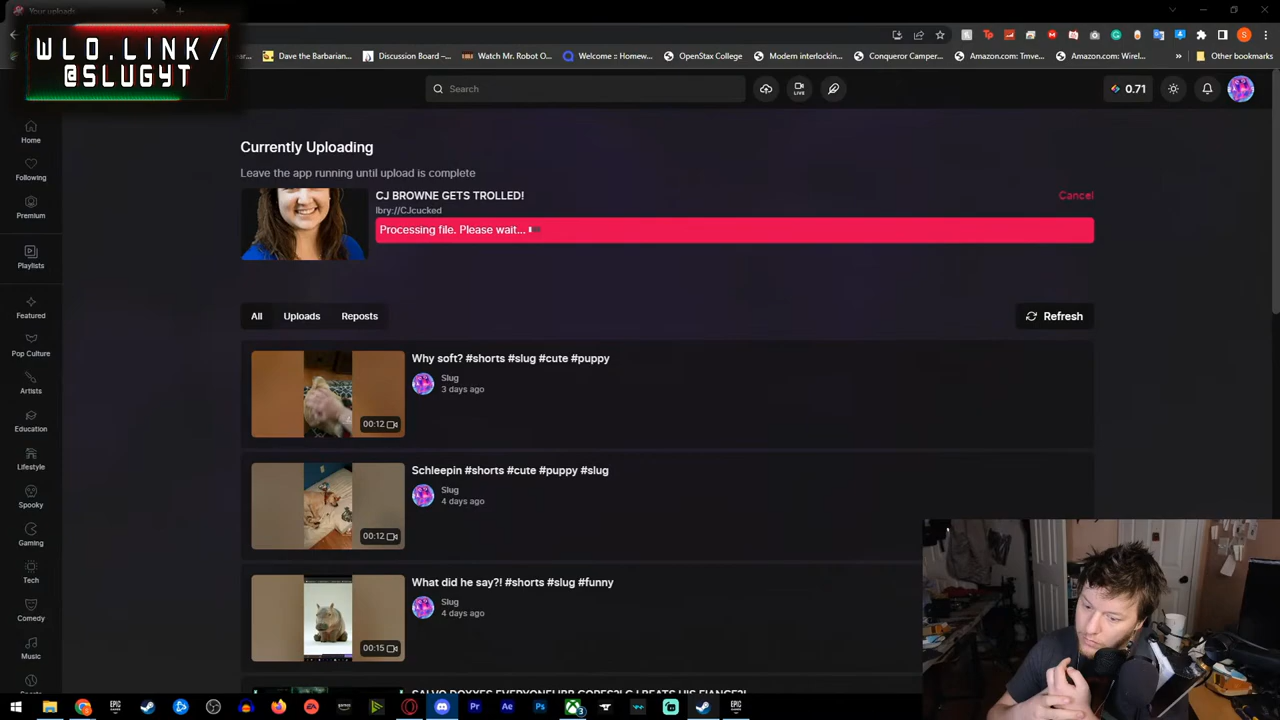 Your uploads
WLO.LINK/
@SLUGYT
Dave the Barbarian...
Discussion Board –...
Watch Mr. Robot O...
Welcome :: Homew...
OpenStax College
Modern interlockin...
Conqueror Camper...
Amazon.com: Tmve...
Amazon.com: Wirel...
Other bookmarks
Search
LIVE
0.71
Home
Following
Premium
Playlists
Featured
Pop Culture
Artists
Education
Lifestyle
Spooky
Gaming
Tech
Comedy
Music
Currently Uploading
Leave the app running until upload is complete
CJ BROWNE GETS TROLLED!
Cancel
lbry://CJcucked
Processing file. Please wait...
All
Uploads
Reposts
Refresh
Why soft? #shorts #slug #cute #puppy
Slug
3 days ago
00:12
Schleepin #shorts #cute #puppy #slug
Slug
4 days ago
00:12
What did he say?! #shorts #slug #funny
Slug
4 days ago
00:15